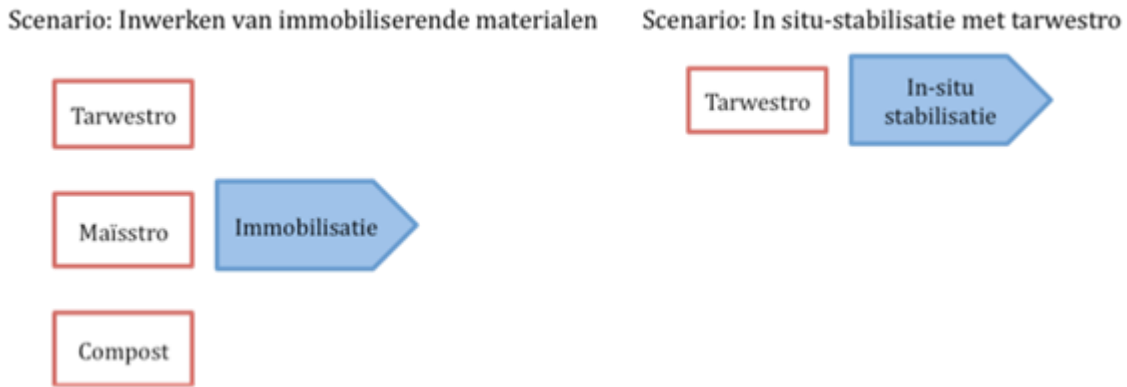 Scenario: Inwerken van immobiliserende materialen
Tarwestro
Maïsstro
Immobilisatie
Compost
Scenario: In situ-stabilisatie met tarwestro
Tarwestro
In-situ
stabilisatie